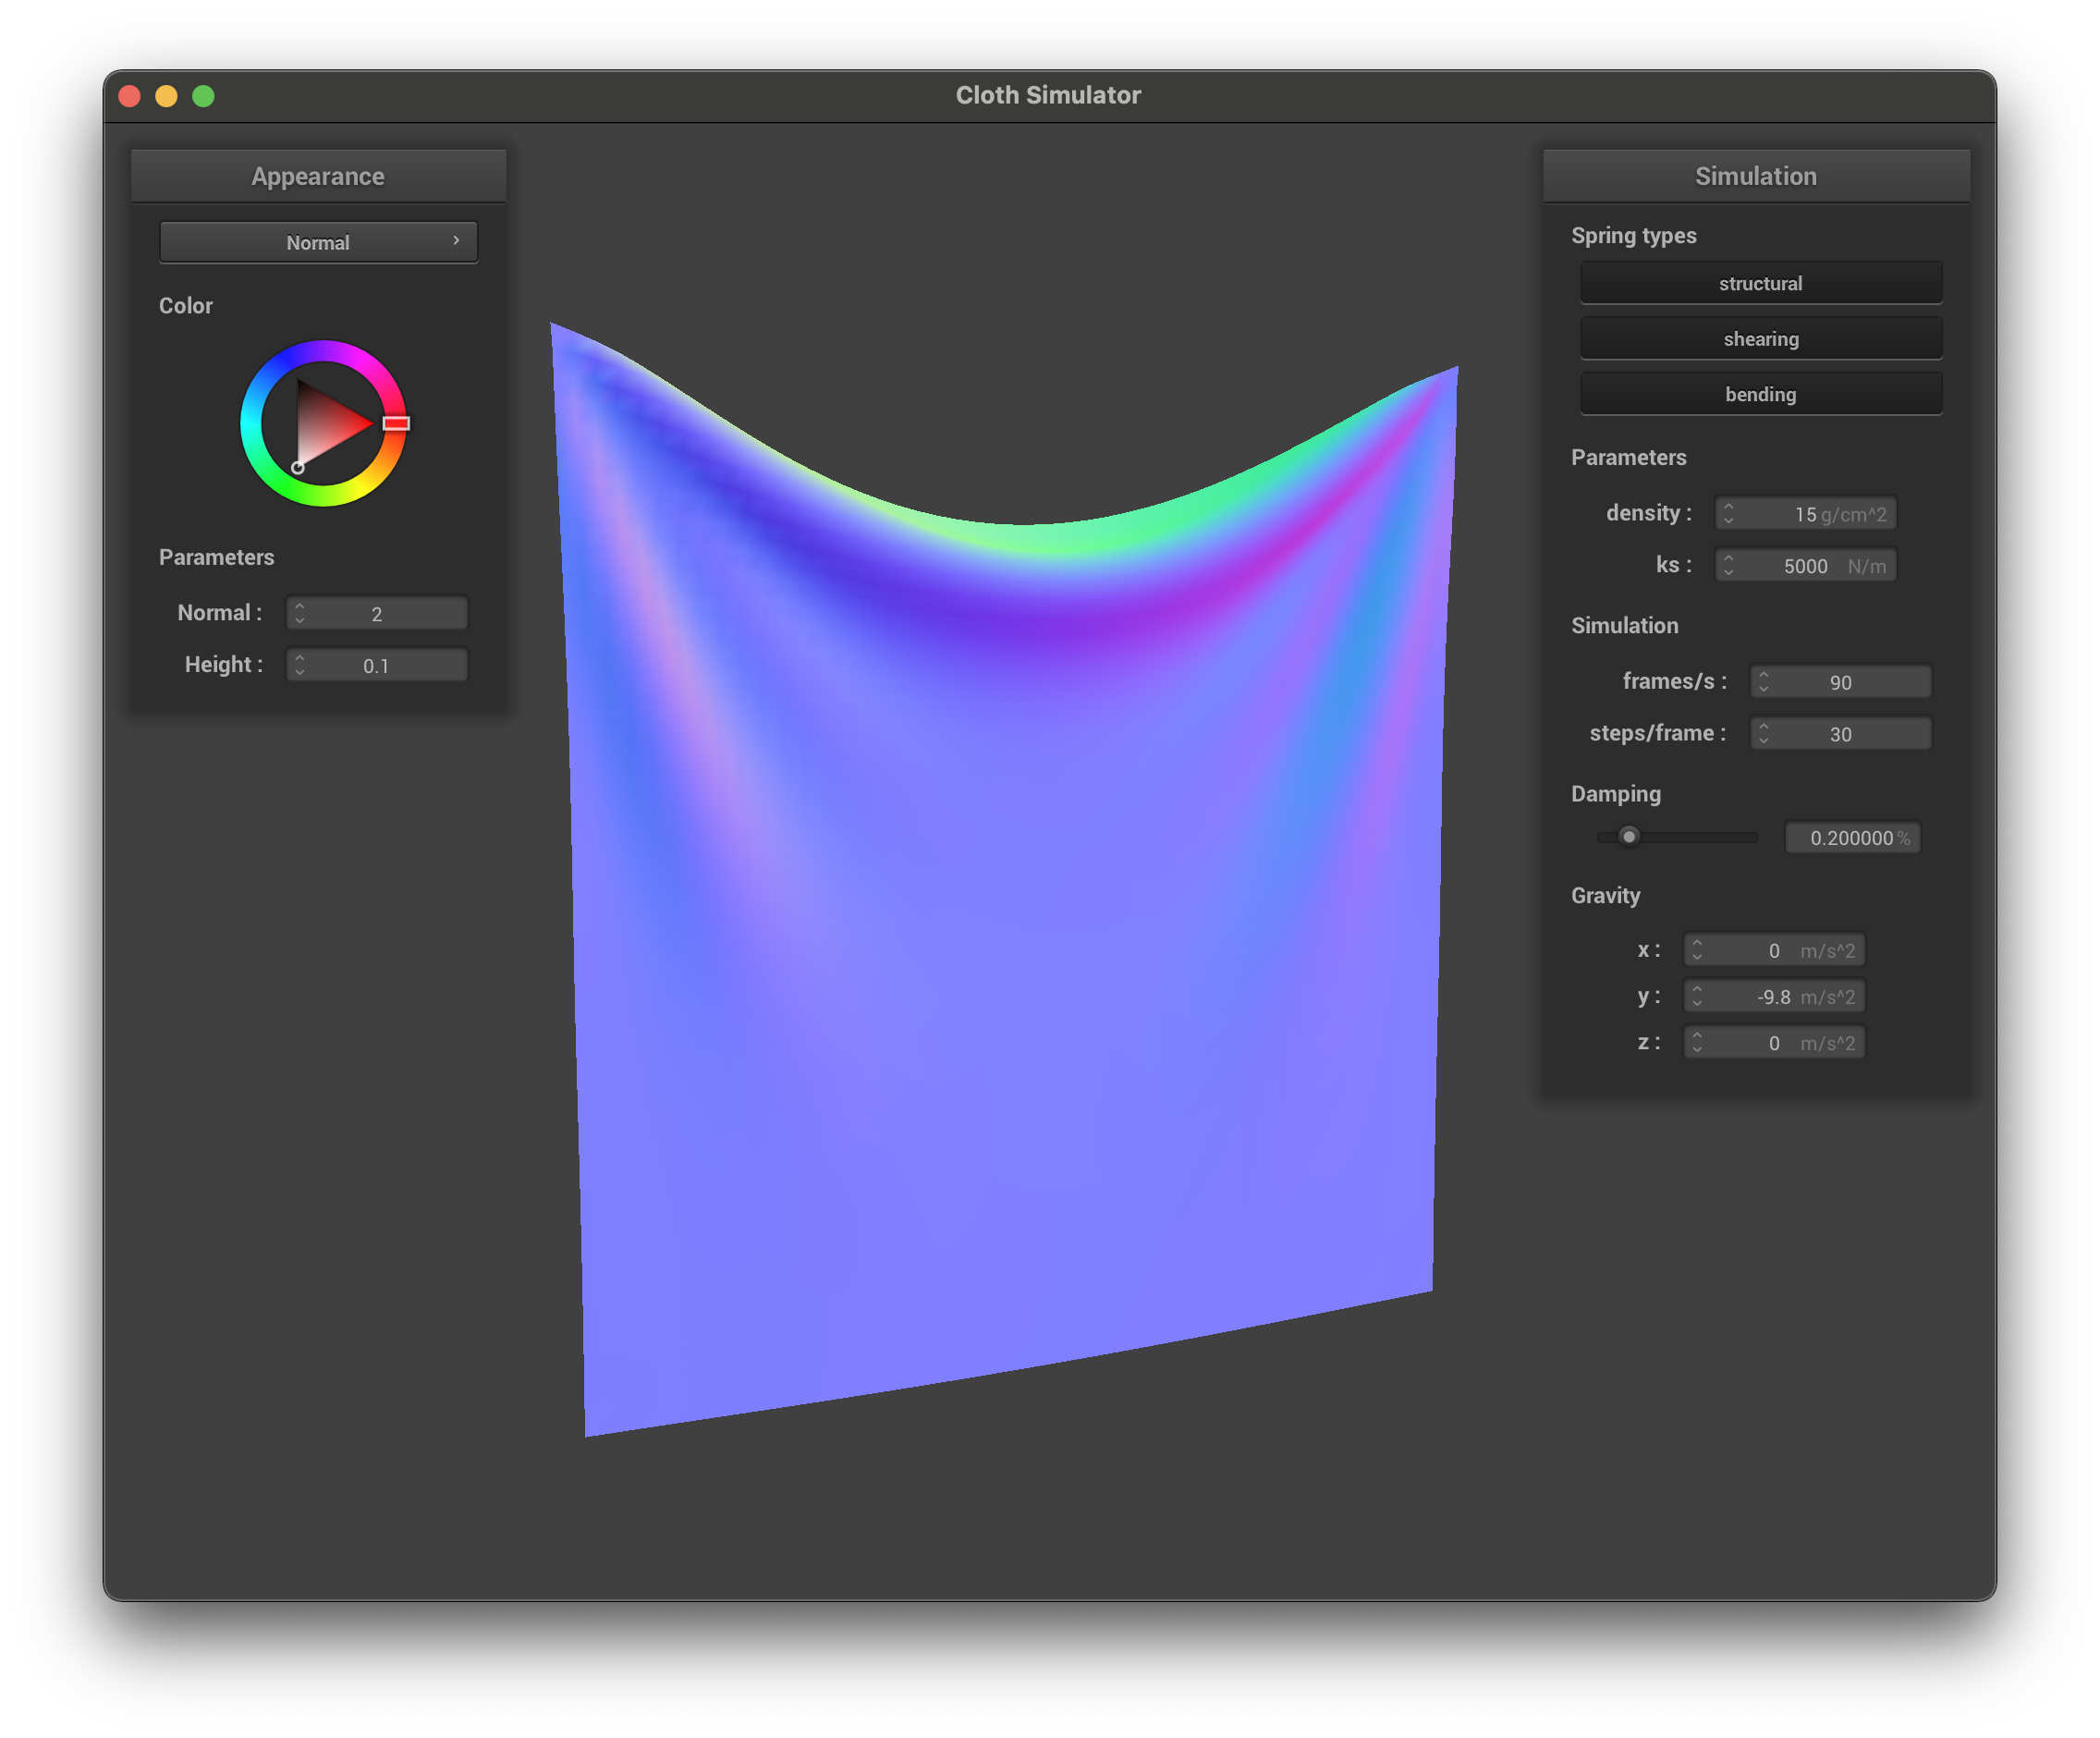 Cloth Simulator
Appearance
Normal
Color
Parameters
Normal : 2
Height : 0.1
Simulation
Spring types
structural
shearing
bending
Parameters
density : 15 g/cm^2
ks : 5000 N/m
Simulation
frames/s : 90
steps/frame : 30
Damping
0.200000 %
Gravity
x : 0 m/s^2
y : -9.8 m/s^2
z : 0 m/s^2